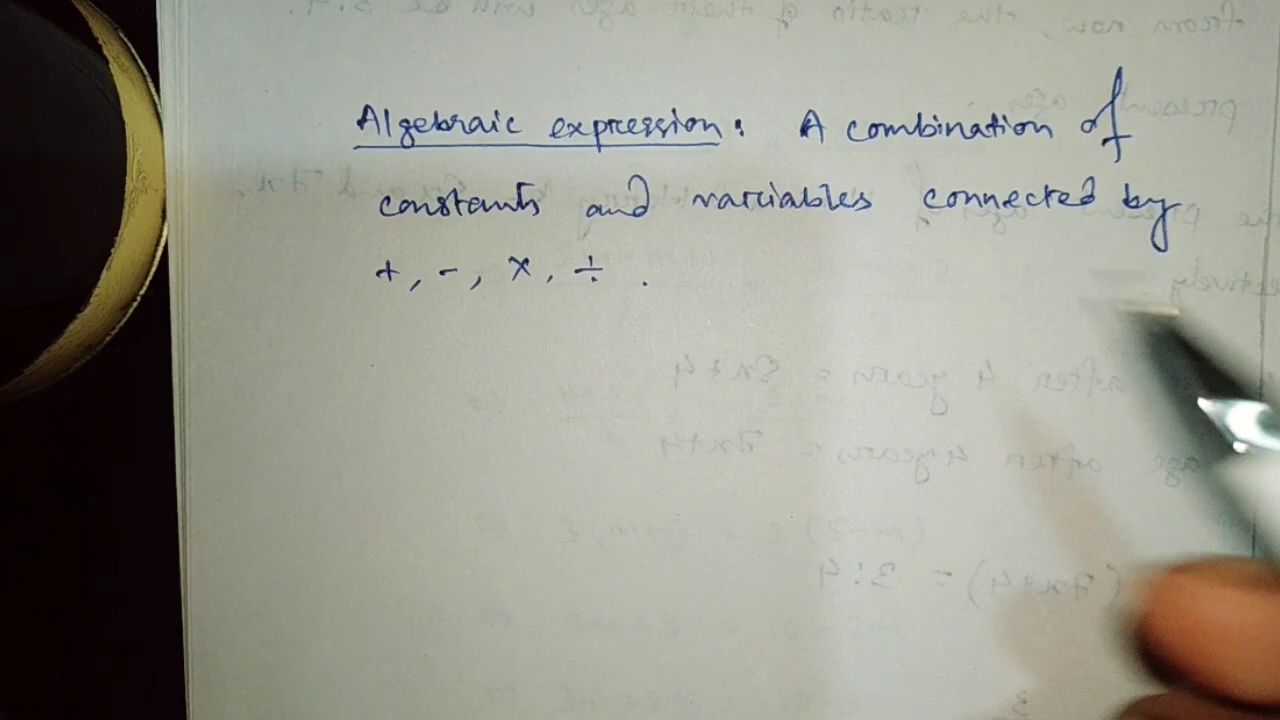 Algebraic expression: A combination of
constants and variables connected by
+, -, ×, ÷ .